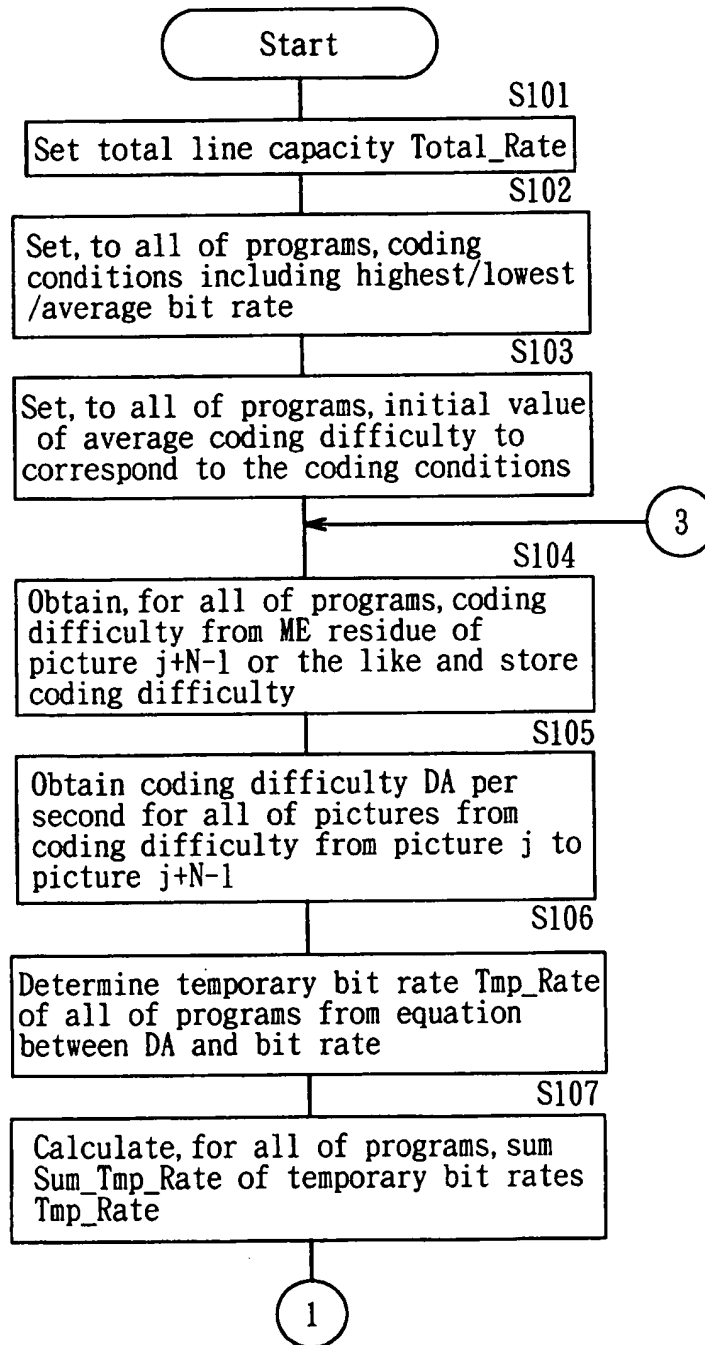 Start
S101
Set total line capacity Total_Rate
S102
Set, to all of programs, coding
conditions including highest/lowest
/average bit rate
S103
Set, to all of programs, initial value
of average coding difficulty to
correspond to the coding conditions
3
S104
Obtain, for all of programs, coding
difficulty from ME residue of
picture j+N-1 or the like and store
coding difficulty
S105
Obtain coding difficulty DA per
second for all of pictures from
coding difficulty from picture j to
picture j+N-1
S106
Determine temporary bit rate Tmp_Rate
of all of programs from equation
between DA and bit rate
S107
Calculate, for all of programs, sum
Sum_Tmp_Rate of temporary bit rates
Tmp_Rate
1